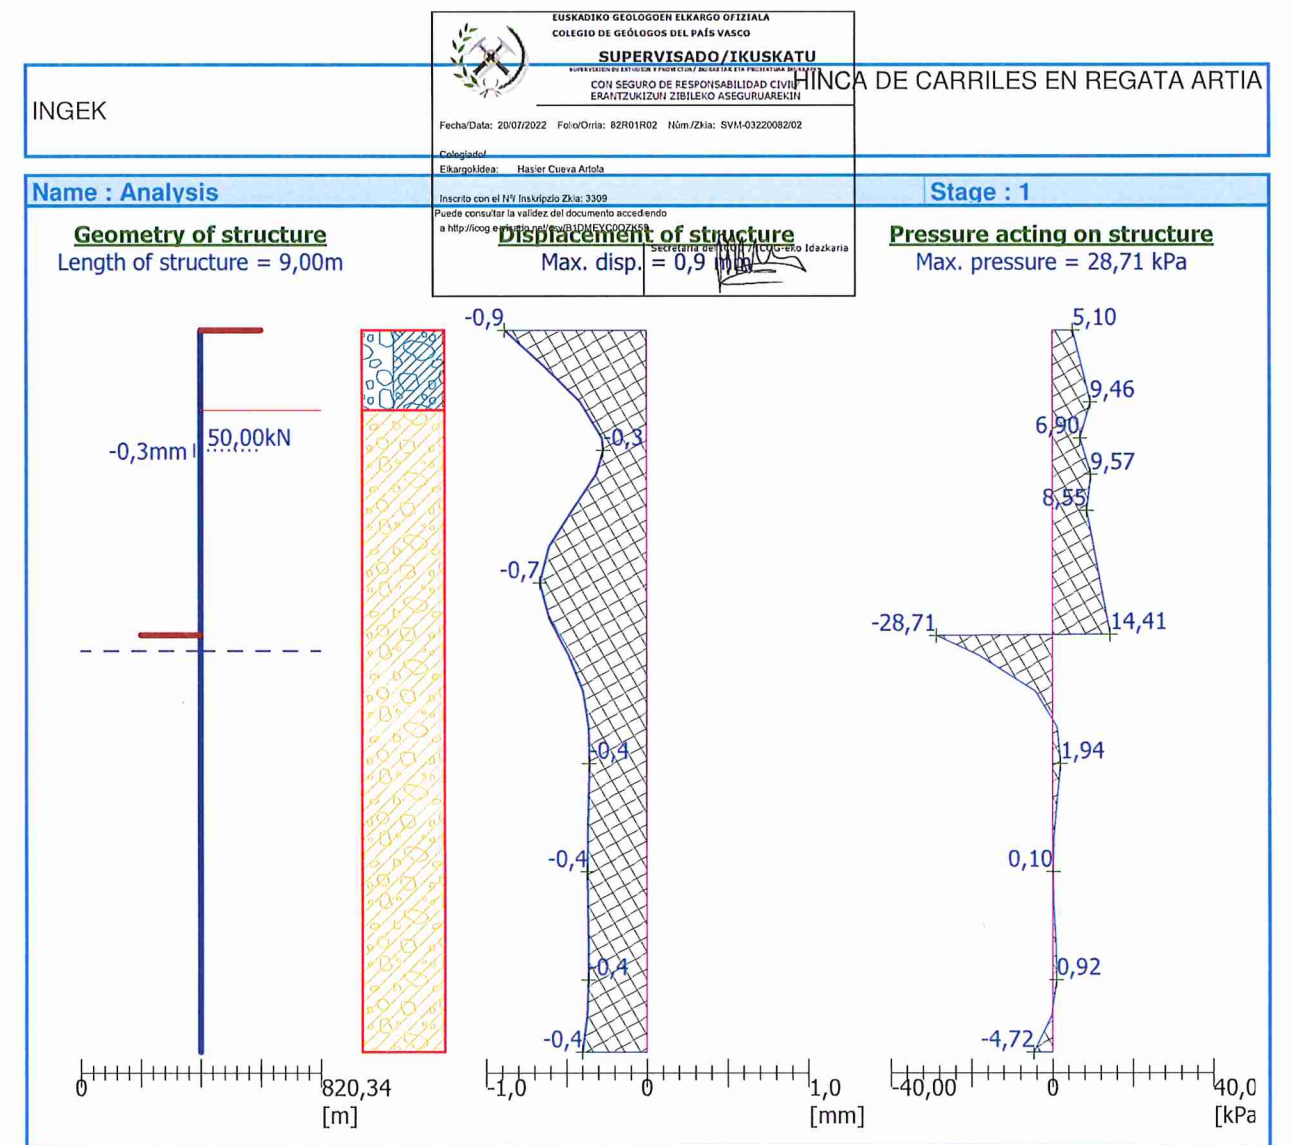 EUSKADIKO GEOLOGOEN ELKARGO OFIZIALA
COLEGIO DE GEÓLOGOS DEL PAÍS VASCO
SUPERVISADO/IKUSKATU
CON SEGURO DE RESPONSABILIDAD CIVIL
ERANTZUKIZUN ZIBILEKO ASEGURUAREKIN
HINCA DE CARRILES EN REGATA ARTIA
INGEK
Fecha/Data: 20/07/2022 Folio/Orria: 82R01R02 Núm./Zkia: SVM-03220082/02
Colegiado/
Elkargokidea: Hasier Cueva Artola
Inscrito con el Nº/ Inskripzio Zkia: 3309
Puede consultar la validez del documento accediendo
Name : Analysis
Stage : 1
Geometry of structure
Length of structure = 9,00m
Displacement of structure
Max. disp. = 0,9 mm
Pressure acting on structure
Max. pressure = 28,71 kPa
-0,9
5,10
9,46
6,90
-0,3mm
50,00kN
-0,3
9,57
8,55
-0,7
-28,71
14,41
-0,4
1,94
-0,4
0,10
-0,4
0,92
-0,4
-4,72
0
820,34
[m]
-1,0
0
1,0
[mm]
-40,00
0
40,0
[kPa